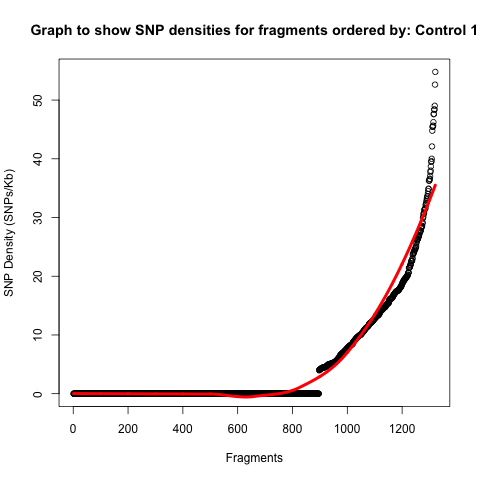 Graph to show SNP densities for fragments ordered by: Control 1
SNP Density (SNPs/Kb)
50
40
30
20
10
0
0 200 400 600 800 1000 1200
Fragments